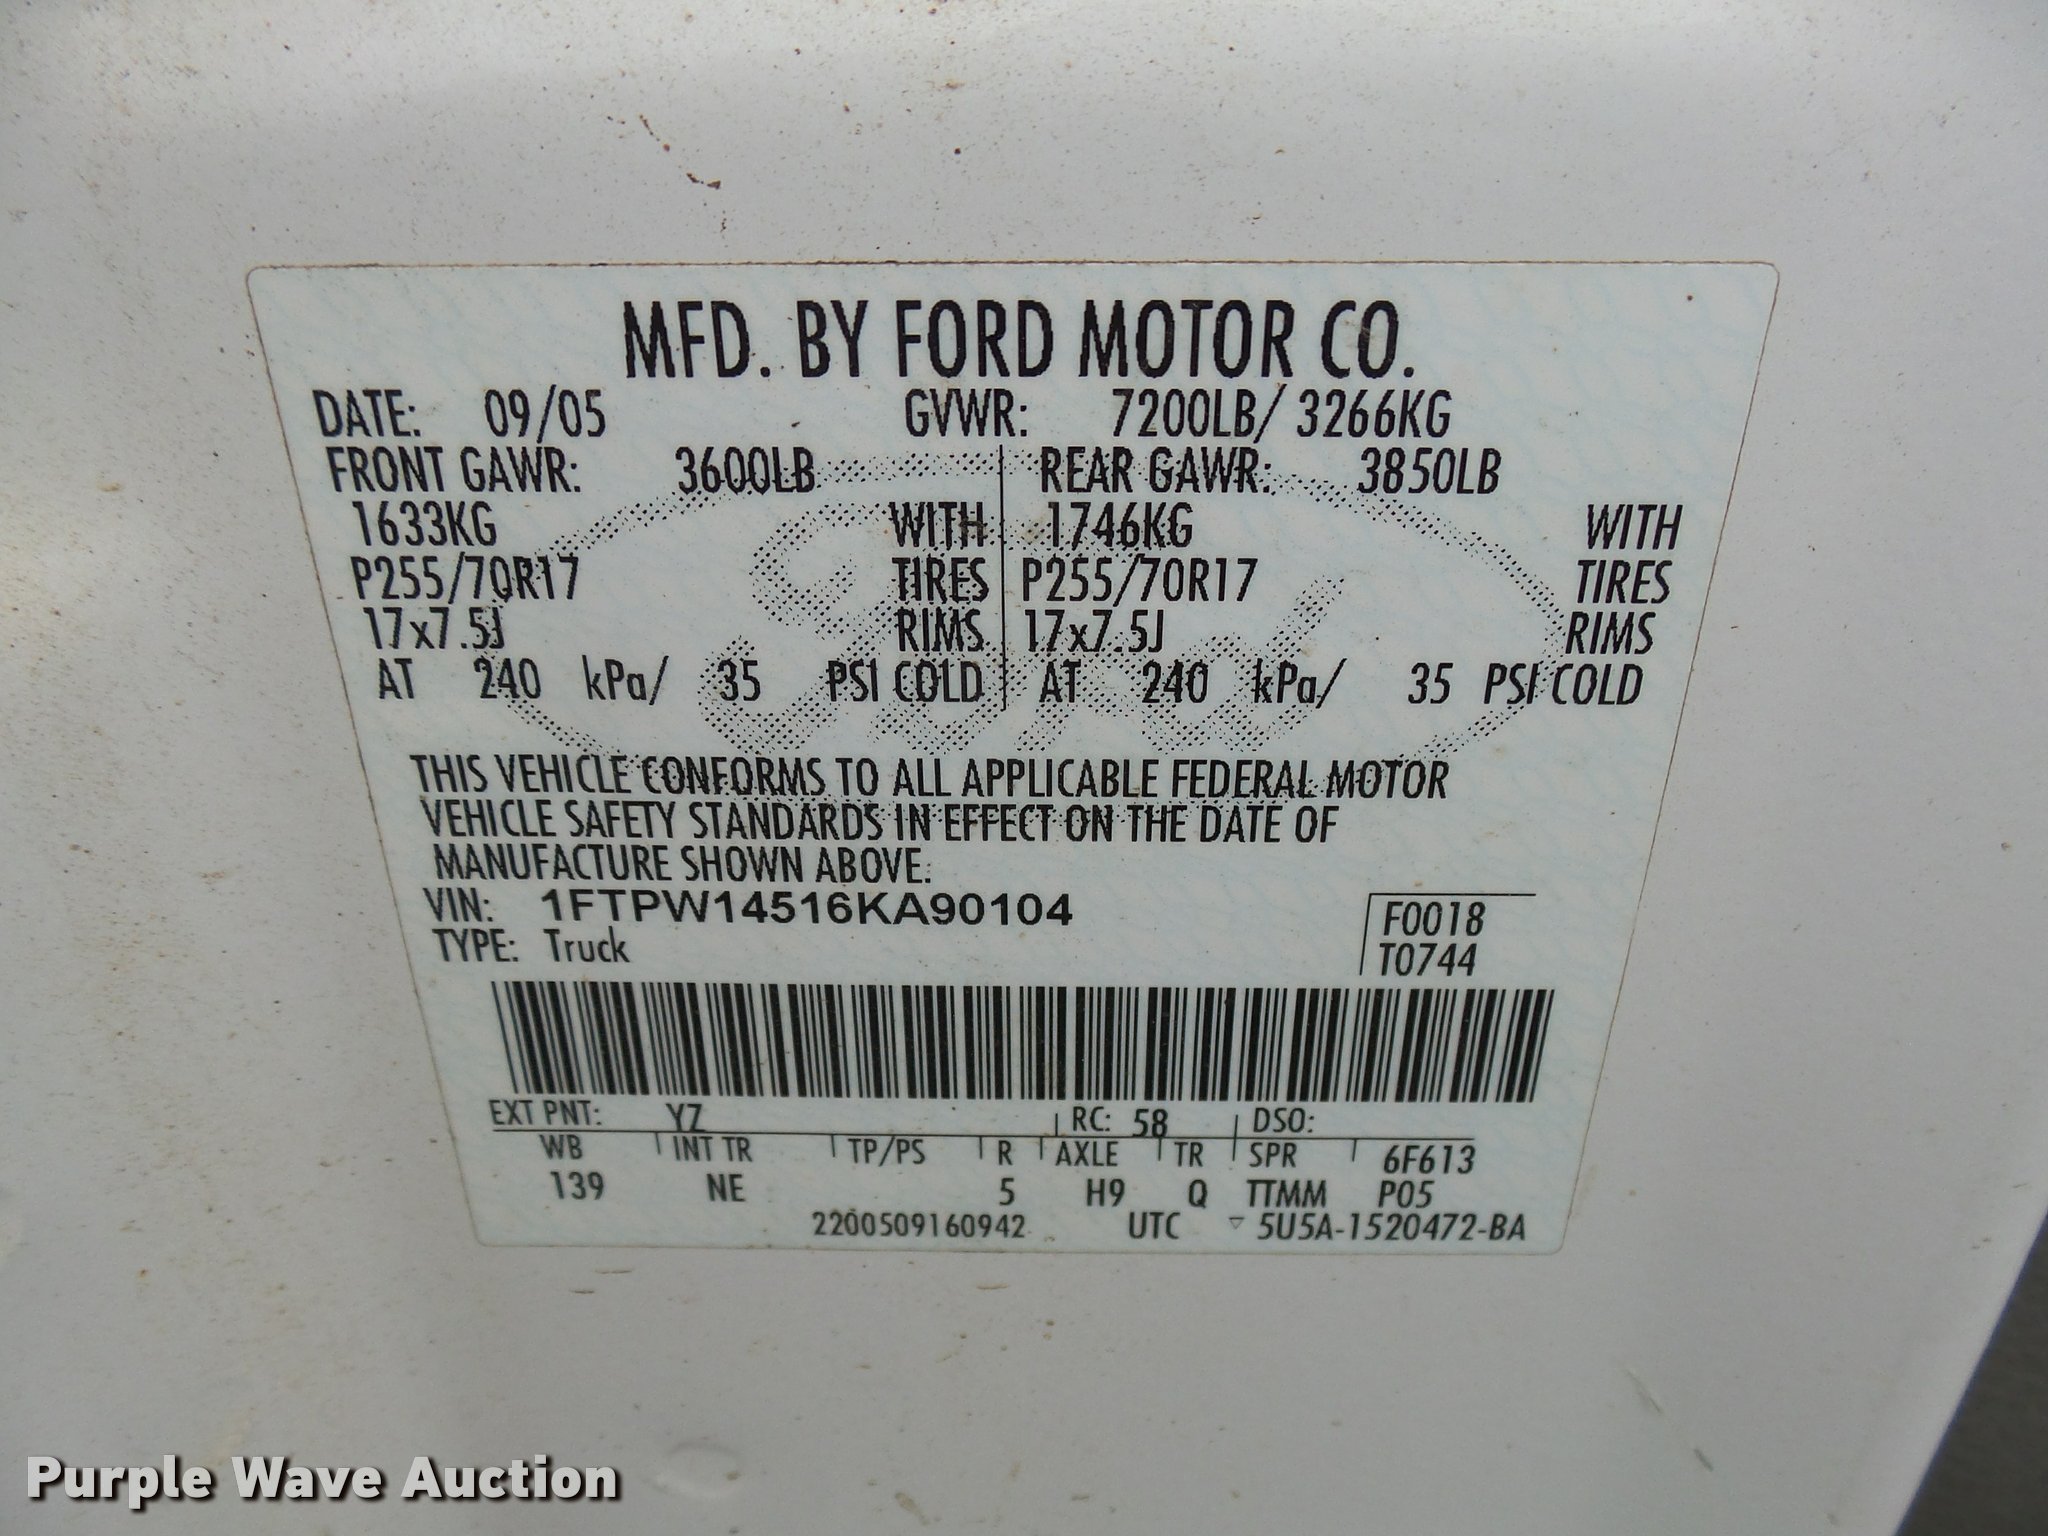 MFD. BY FORD MOTOR CO.
DATE: 09/05 GVWR: 7200LB/ 3266KG
FRONT GAWR: 3600LB REAR GAWR: 3850LB
1633KG WITH 1746KG WITH
P255/70R17 TIRES P255/70R17 TIRES
17x7.5J RIMS 17x7.5J RIMS
AT 240 kPa/ 35 PSI COLD AT 240 kPa/ 35 PSI COLD
Ford
THIS VEHICLE CONFORMS TO ALL APPLICABLE FEDERAL MOTOR
VEHICLE SAFETY STANDARDS IN EFFECT ON THE DATE OF
MANUFACTURE SHOWN ABOVE.
VIN: 1FTPW14516KA90104 F0018
TYPE: Truck T0744
EXT PNT: YZ RC: 58 DSO:
WB INT TR TP/PS R AXLE TR SPR 6F613
139 NE 5 H9 Q TTMM P05
2200509160942 UTC ▽ 5U5A-1520472-BA
Purple Wave Auction